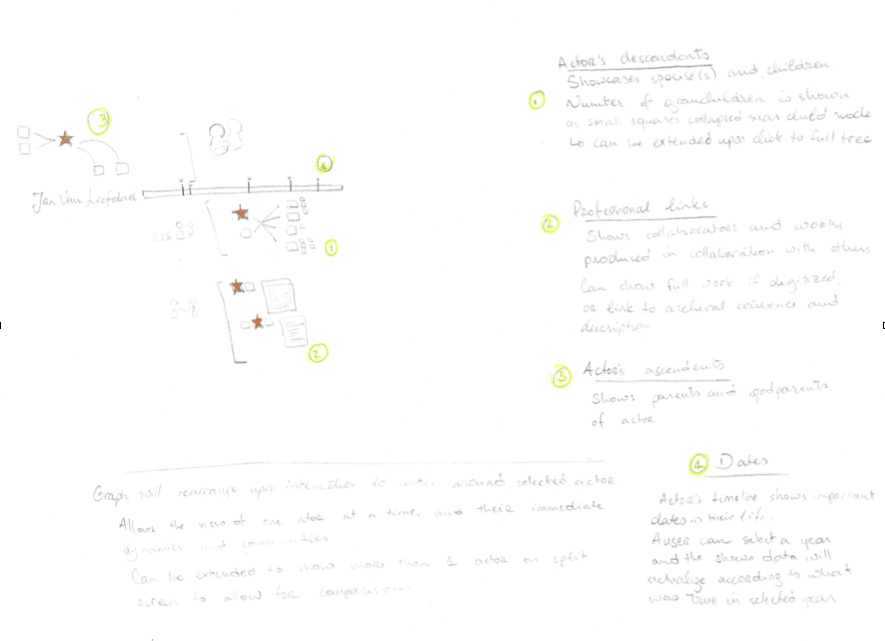 3
4
Jan Van Liefoland
1
2
Actor's descendents
Showcases spouse(s) and children.
1
Number of grandchildren is shown
as small squares collapsed near child node
↳ can be extended upon click to full tree
2
Professional links
Shows collaborators and works
produced in collaboration with others
Can show full work if digitized,
or link to archival evidence and
description
3
Actor's ascendents
Shows parents and godparents
of actor
Graph will rearrange upon interaction to center around selected actor
Allows the view of one actor at a time, and their immediate
dynamics and communities
Can be extended to show more than 1 actor on split
screen to allow for comparison.
4 Dates
Actor's timeline shows important
dates in their life.
A user can select a year
and the shown data will
actualize according to what
was true in selected year